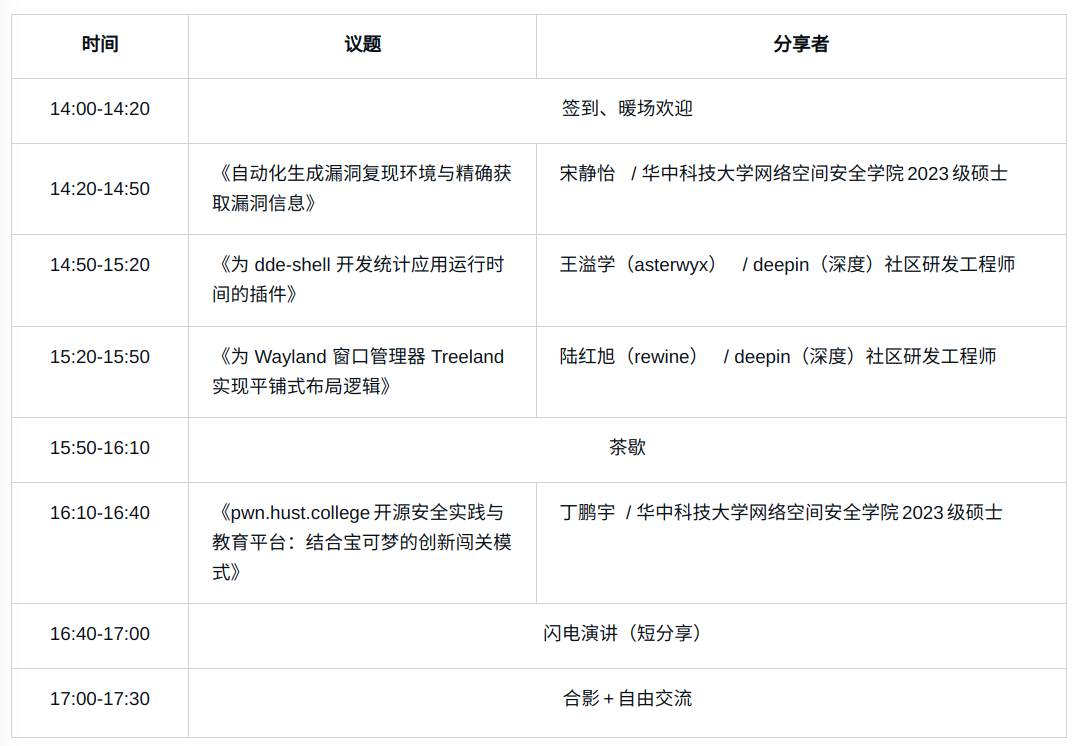 时间 议题 分享者
14:00-14:20 签到、暖场欢迎
14:20-14:50
《自动化生成漏洞复现环境与精确获
取漏洞信息》
宋静怡 / 华中科技大学网络空间安全学院 2023 级硕士
14:50-15:20
《为 dde-shell 开发统计应用运行时
间的插件》
王溢学（asterwyx） / deepin（深度）社区研发工程师
15:20-15:50
《为 Wayland 窗口管理器 Treeland
实现平铺式布局逻辑》
陆红旭（rewine） / deepin（深度）社区研发工程师
15:50-16:10 茶歇
16:10-16:40
《pwn.hust.college 开源安全实践与
教育平台：结合宝可梦的创新闯关模
式》
丁鹏宇 / 华中科技大学网络空间安全学院 2023 级硕士
16:40-17:00 闪电演讲（短分享）
17:00-17:30 合影 + 自由交流